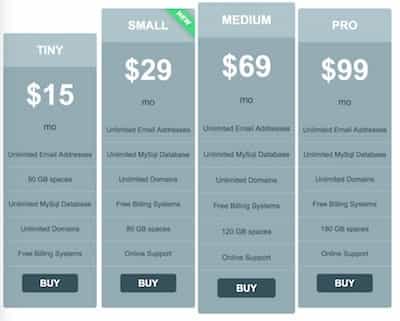 TINY
$15
mo
Unlimited Email Addresses
50 GB spaces
Unlimited MySql Database
Unlimited Domains
Free Billing Systems
BUY
SMALL
NEW
$29
mo
Unlimited Email Addresses
Unlimited MySql Database
Unlimited Domains
Free Billing Systems
80 GB spaces
Online Support
BUY
MEDIUM
$69
mo
Unlimited Email Addresses
Unlimited MySql Database
Unlimited Domains
Free Billing Systems
120 GB spaces
Online Support
BUY
PRO
$99
mo
Unlimited Email Addresses
Unlimited MySql Database
Unlimited Domains
Free Billing Systems
180 GB spaces
Online Support
BUY